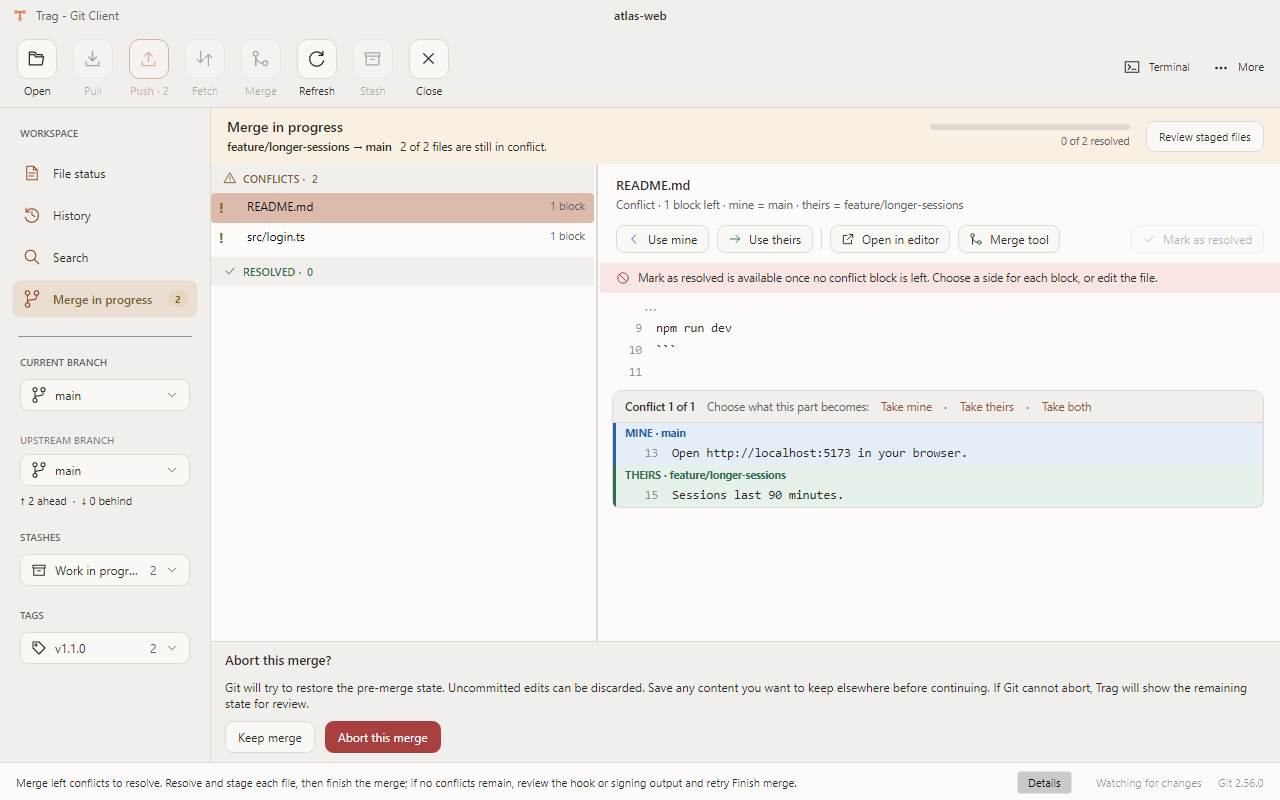 Trag - Git Client
atlas-web
Open
Pull
Push · 2
Fetch
Merge
Refresh
Stash
Close
Terminal
More
WORKSPACE
File status
History
Search
Merge in progress 2
CURRENT BRANCH
main
UPSTREAM BRANCH
main
↑ 2 ahead · ↓ 0 behind
STASHES
Work in progr... 2
TAGS
v1.1.0 2
Merge in progress
feature/longer-sessions → main 2 of 2 files are still in conflict.
0 of 2 resolved
Review staged files
CONFLICTS · 2
! README.md 1 block
! src/login.ts 1 block
RESOLVED · 0
README.md
Conflict · 1 block left · mine = main · theirs = feature/longer-sessions
Use mine
Use theirs
Open in editor
Merge tool
Mark as resolved
Mark as resolved is available once no conflict block is left. Choose a side for each block, or edit the file.
...
9 npm run dev
10 ```
11
Conflict 1 of 1 Choose what this part becomes: Take mine · Take theirs · Take both
MINE · main
13 Open http://localhost:5173 in your browser.
THEIRS · feature/longer-sessions
15 Sessions last 90 minutes.
Abort this merge?
Git will try to restore the pre-merge state. Uncommitted edits can be discarded. Save any content you want to keep elsewhere before continuing. If Git cannot abort, Trag will show the remaining
state for review.
Keep merge
Abort this merge
Merge left conflicts to resolve. Resolve and stage each file, then finish the merge; if no conflicts remain, review the hook or signing output and retry Finish merge.
Details
Watching for changes
Git 2.56.0